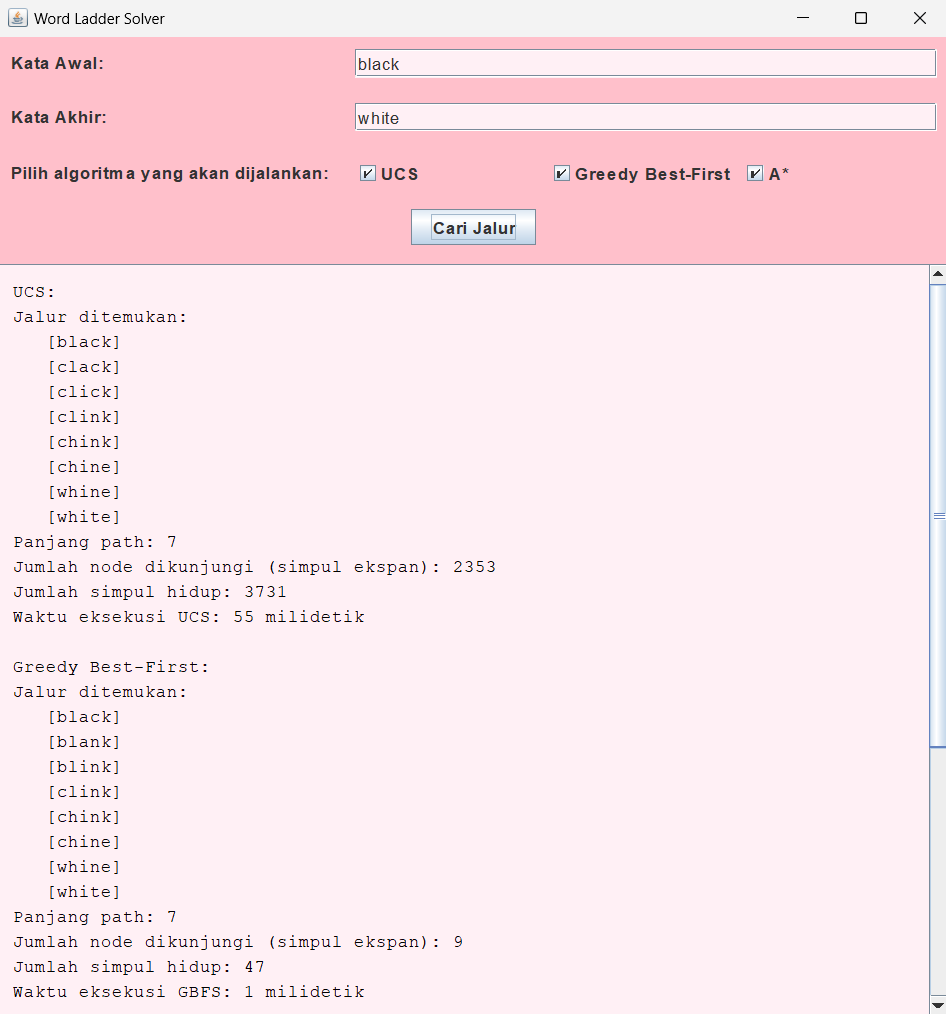 Word Ladder Solver
Kata Awal: black
Kata Akhir: white
Pilih algoritma yang akan dijalankan: UCS Greedy Best-First A*
Cari Jalur
UCS:
Jalur ditemukan:
[black]
[clack]
[click]
[clink]
[chink]
[chine]
[whine]
[white]
Panjang path: 7
Jumlah node dikunjungi (simpul ekspan): 2353
Jumlah simpul hidup: 3731
Waktu eksekusi UCS: 55 milidetik
Greedy Best-First:
Jalur ditemukan:
[black]
[blank]
[blink]
[clink]
[chink]
[chine]
[whine]
[white]
Panjang path: 7
Jumlah node dikunjungi (simpul ekspan): 9
Jumlah simpul hidup: 47
Waktu eksekusi GBFS: 1 milidetik